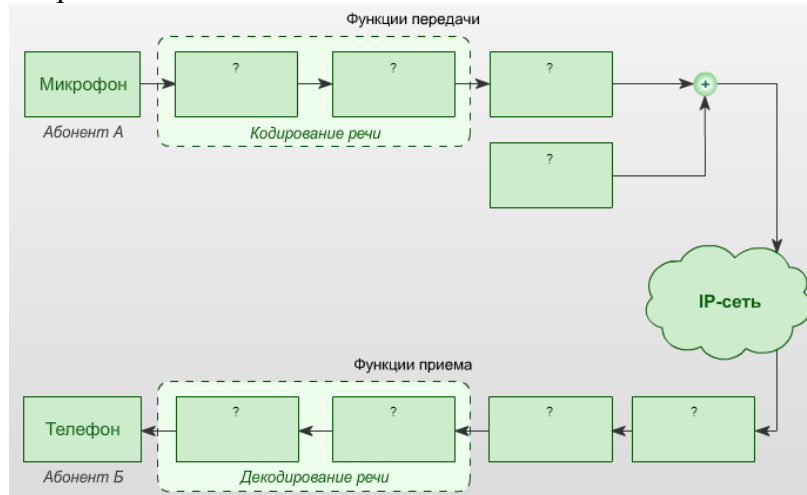 Функции передачи
Микрофон
?
?
?
+
Абонент А
Кодирование речи
?
IP-сеть
Функции приема
Телефон
?
?
?
?
Абонент Б
Декодирование речи